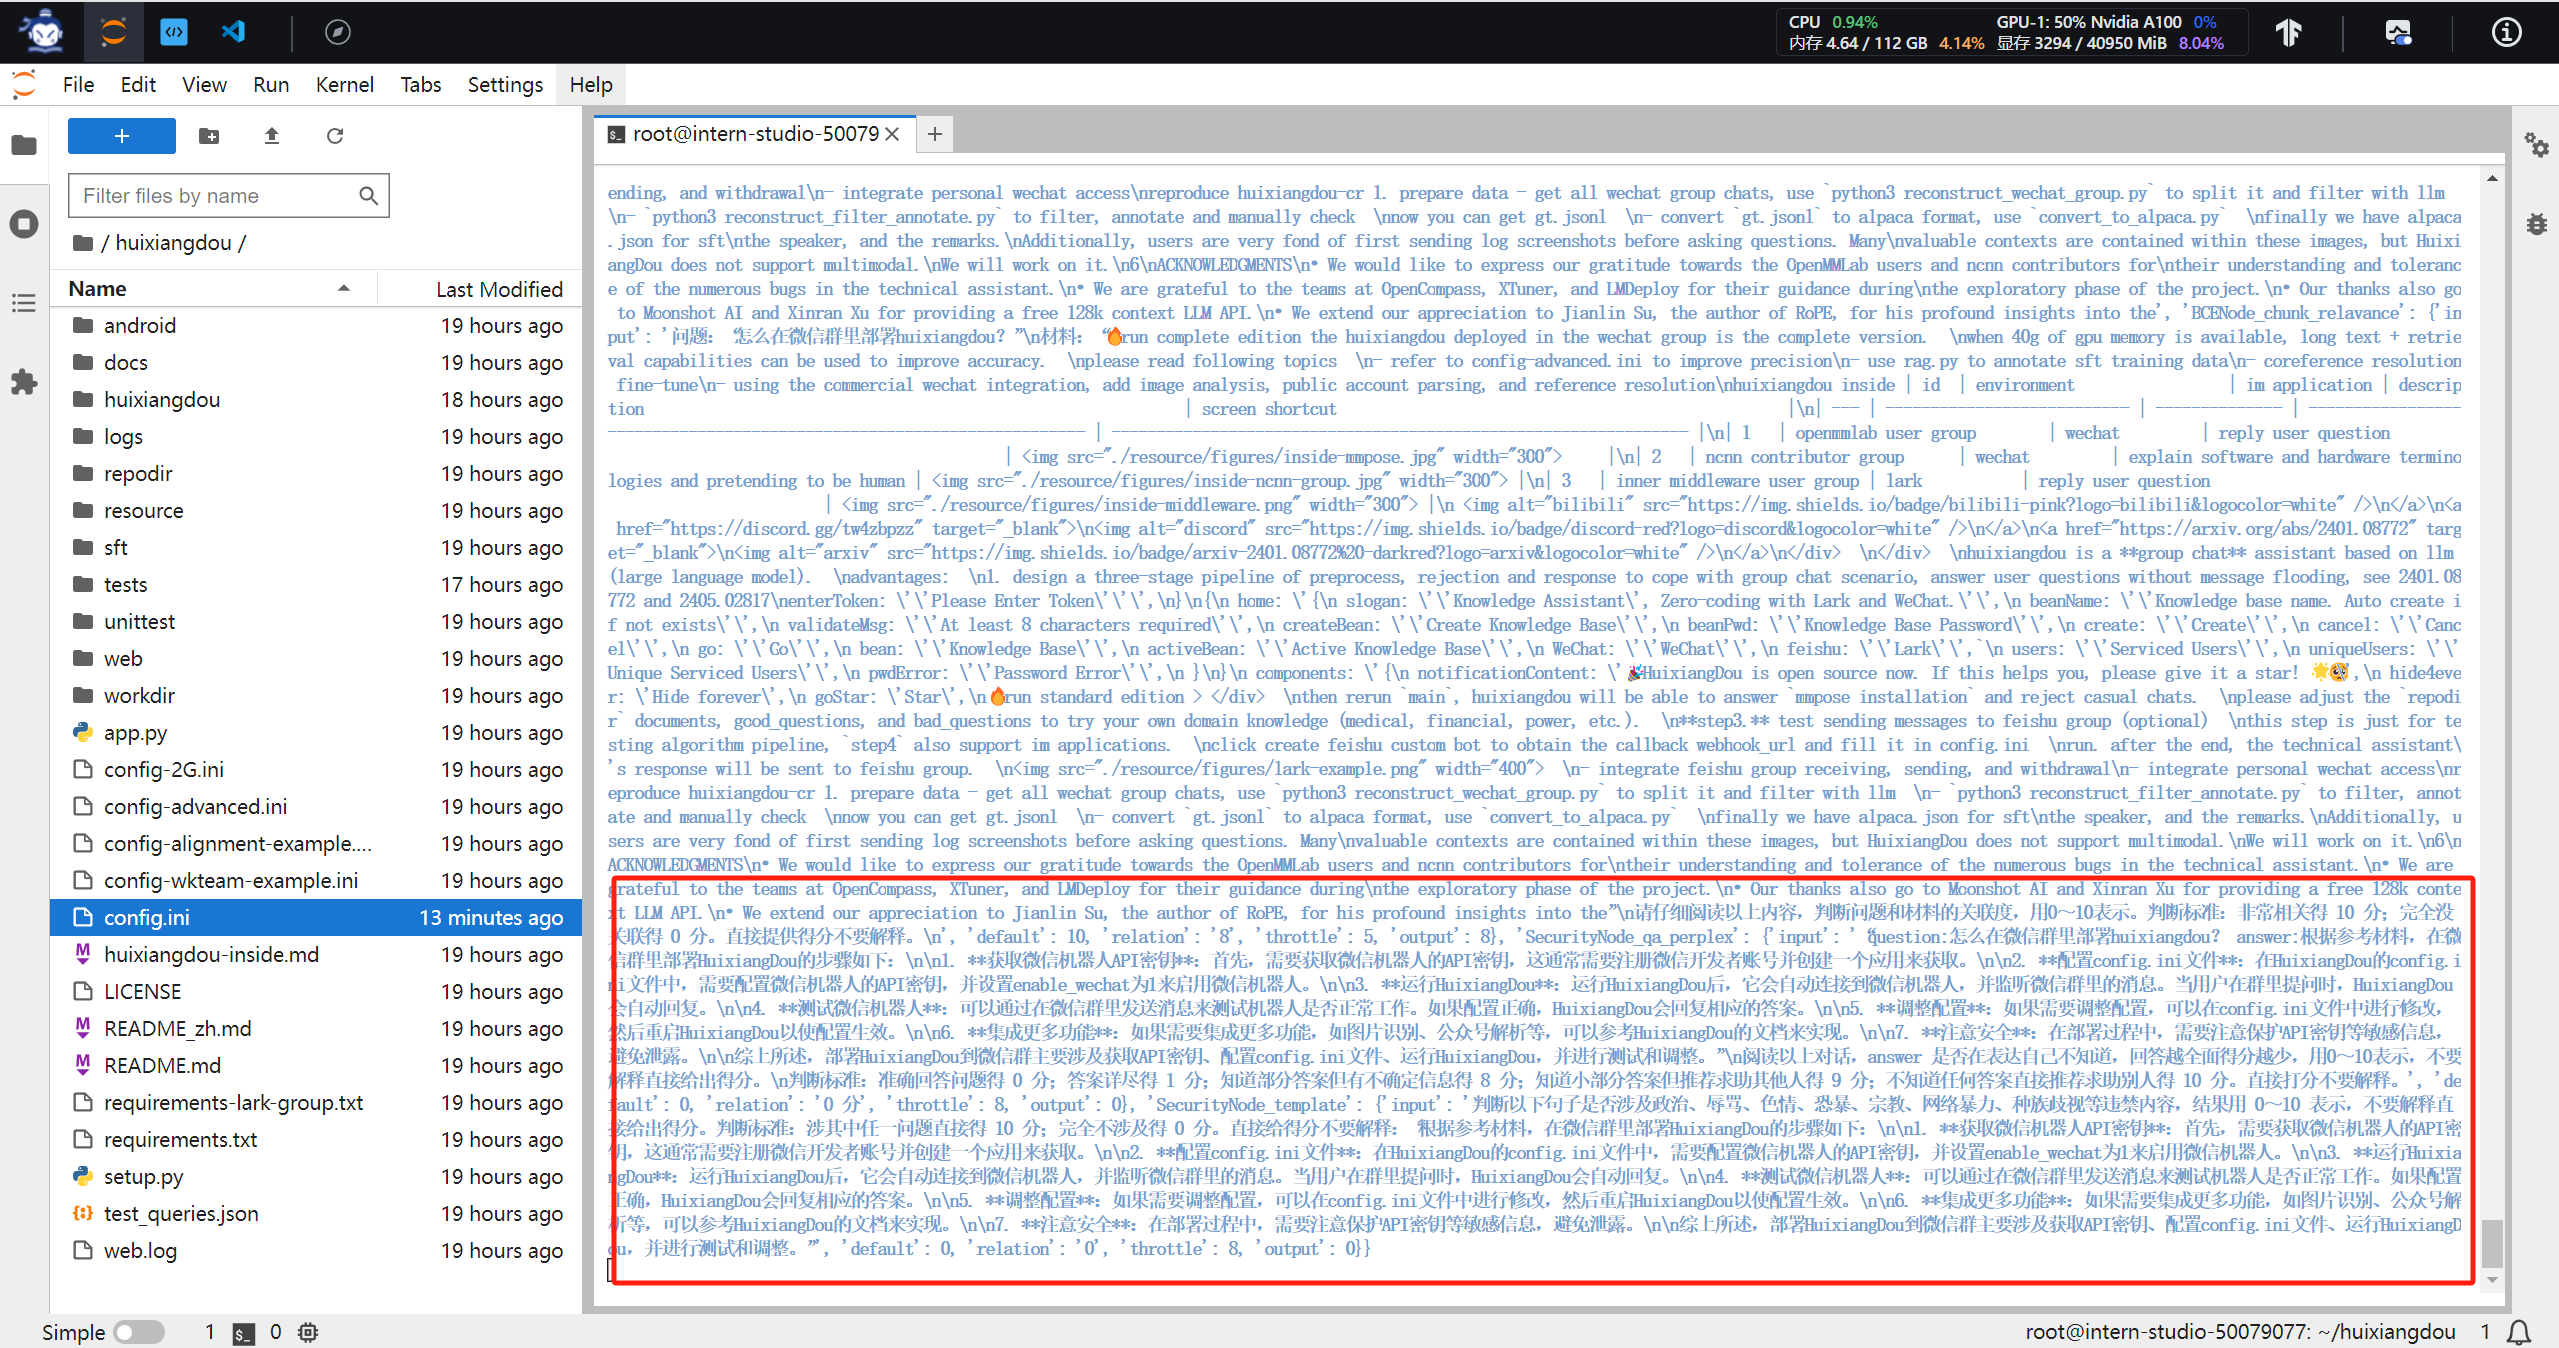 CPU 0.94%
内存 4.64 / 112 GB 4.14%
GPU-1: 50% Nvidia A100 0%
显存 3294 / 40950 MiB 8.04%
File Edit View Run Kernel Tabs Settings Help
root@intern-studio-50079
Filter files by name
/ huixiangdou /
Name Last Modified
android 19 hours ago
docs 19 hours ago
huixiangdou 18 hours ago
logs 19 hours ago
repodir 19 hours ago
resource 19 hours ago
sft 19 hours ago
tests 17 hours ago
unittest 19 hours ago
web 19 hours ago
workdir 19 hours ago
app.py 19 hours ago
config-2G.ini 19 hours ago
config-advanced.ini 19 hours ago
config-alignment-example.... 19 hours ago
config-wkteam-example.ini 19 hours ago
config.ini 13 minutes ago
huixiangdou-inside.md 19 hours ago
LICENSE 19 hours ago
README_zh.md 19 hours ago
README.md 19 hours ago
requirements-lark-group.txt 19 hours ago
requirements.txt 19 hours ago
setup.py 19 hours ago
test_queries.json 19 hours ago
web.log 19 hours ago
ending, and withdrawal\n- integrate personal wechat access\nreproduce huixiangdou-cr 1. prepare data - get all wechat group chats, use `python3 reconstruct_wechat_group.py` to split it and filter with llm
\n- `python3 reconstruct_filter_annotate.py` to filter, annotate and manually check  \nnow you can get gt.jsonl  \n- convert `gt.jsonl` to alpaca format, use `convert_to_alpaca.py`  \nfinally we have alpaca
.json for sft\nthe speaker, and the remarks.\nAdditionally, users are very fond of first sending log screenshots before asking questions. Many\nvaluable contexts are contained within these images, but Huixi
angDou does not support multimodal.\nWe will work on it.\n6\nACKNOWLEDGMENTS\n• We would like to express our gratitude towards the OpenMMLab users and ncnn contributors for\ntheir understanding and toleranc
e of the numerous bugs in the technical assistant.\n• We are grateful to the teams at OpenCompass, XTuner, and LMDeploy for their guidance during\nthe exploratory phase of the project.\n• Our thanks also go
to Moonshot AI and Xinran Xu for providing a free 128k context LLM API.\n• We extend our appreciation to Jianlin Su, the author of RoPE, for his profound insights into the', 'BCENode_chunk_relavance': {'in
put': '问题：“怎么在微信群里部署huixiangdou？”\n材料：“🔥run complete edition the huixiangdou deployed in the wechat group is the complete version.  \nwhen 40g of gpu memory is available, long text + retrie
val capabilities can be used to improve accuracy.  \nplease read following topics  \n- refer to config-advanced.ini to improve precision\n- use rag.py to annotate sft training data\n- coreference resolution
fine-tune\n- using the commercial wechat integration, add image analysis, public account parsing, and reference resolution\nhuixiangdou inside | id | environment | im application | descrip
tion | screen shortcut |\n| --- | --------------------------- | -------------- | -----------------
----------------------------------------------------- | ---------------------------------------------------------------- |\n| 1 | openmmlab user group | wechat | reply user question
| <img src="./resource/figures/inside-mmpose.jpg" width="300"> |\n| 2 | ncnn contributor group | wechat | explain software and hardware termino
logies and pretending to be human | <img src="./resource/figures/inside-ncnn-group.jpg" width="300"> |\n| 3 | inner middleware user group | lark | reply user question
| <img src="./resource/figures/inside-middleware.png" width="300"> |\n <img alt="bilibili" src="https://img.shields.io/badge/bilibili-pink?logo=bilibili&logocolor=white" />\n</a>\n<a
href="https://discord.gg/tw4zbpzz" target="_blank">\n<img alt="discord" src="https://img.shields.io/badge/discord-red?logo=discord&logocolor=white" />\n</a>\n<a href="https://arxiv.org/abs/2401.08772" targ
et="_blank">\n<img alt="arxiv" src="https://img.shields.io/badge/arxiv-2401.08772%20-darkred?logo=arxiv&logocolor=white" />\n</a>\n</div>  \n</div>  \nhuixiangdou is a **group chat** assistant based on llm
(large language model).  \nadvantages:  \n1. design a three-stage pipeline of preprocess, rejection and response to cope with group chat scenario, answer user questions without message flooding, see 2401.08
772 and 2405.02817\nenterToken: \'\'Please Enter Token\'\'\',\n}\n{\n home: \'{\n slogan: \'\'Knowledge Assistant\', Zero-coding with Lark and WeChat.\'\',\n beanName: \'\'Knowledge base name. Auto create i
f not exists\'\',\n validateMsg: \'\'At least 8 characters required\'\',\n createBean: \'\'Create Knowledge Base\'\',\n beanPwd: \'\'Knowledge Base Password\'\',\n create: \'\'Create\'\',\n cancel: \'\'Canc
el\'\',\n go: \'\'Go\'\',\n bean: \'\'Knowledge Base\'\',\n activeBean: \'\'Active Knowledge Base\'\',\n WeChat: \'\'WeChat\'\',\n feishu: \'\'Lark\'\',`\n users: \'\'Serviced Users\'\',\n uniqueUsers: \'\'
Unique Serviced Users\'\',\n pwdError: \'\'Password Error\'\',\n }\n}\n components: \'{\n notificationContent: \'🎉HuixiangDou is open source now. If this helps you, please give it a star! 🌟🥺,\n hide4eve
r: \'Hide forever\',\n goStar: \'Star\',\n🔥run standard edition > </div>  \nthen rerun `main`, huixiangdou will be able to answer `mmpose installation` and reject casual chats.  \nplease adjust the `repodi
r` documents, good_questions, and bad_questions to try your own domain knowledge (medical, financial, power, etc.).  \n**step3.** test sending messages to feishu group (optional)  \nthis step is just for te
sting algorithm pipeline, `step4` also support im applications.  \nclick create feishu custom bot to obtain the callback webhook_url and fill it in config.ini  \nrun. after the end, the technical assistant\
's response will be sent to feishu group.  \n<img src="./resource/figures/lark-example.png" width="400">  \n- integrate feishu group receiving, sending, and withdrawal\n- integrate personal wechat access\nr
eproduce huixiangdou-cr 1. prepare data - get all wechat group chats, use `python3 reconstruct_wechat_group.py` to split it and filter with llm  \n- `python3 reconstruct_filter_annotate.py` to filter, annot
ate and manually check  \nnow you can get gt.jsonl  \n- convert `gt.jsonl` to alpaca format, use `convert_to_alpaca.py`  \nfinally we have alpaca.json for sft\nthe speaker, and the remarks.\nAdditionally, u
sers are very fond of first sending log screenshots before asking questions. Many\nvaluable contexts are contained within these images, but HuixiangDou does not support multimodal.\nWe will work on it.\n6\n
ACKNOWLEDGMENTS\n• We would like to express our gratitude towards the OpenMMLab users and ncnn contributors for\ntheir understanding and tolerance of the numerous bugs in the technical assistant.\n• We are
grateful to the teams at OpenCompass, XTuner, and LMDeploy for their guidance during\nthe exploratory phase of the project.\n• Our thanks also go to Moonshot AI and Xinran Xu for providing a free 128k conte
xt LLM API.\n• We extend our appreciation to Jianlin Su, the author of RoPE, for his profound insights into the”\n请仔细阅读以上内容，判断问题和材料的关联度，用0～10表示。判断标准：非常相关得 10 分；完全没
关联得 0 分。直接提供得分不要解释。\n', 'default': 10, 'relation': '8', 'throttle': 5, 'output': 8}, 'SecurityNode_qa_perplex': {'input': '“question:怎么在微信群里部署huixiangdou？ answer:根据参考材料，在微
信群里部署HuixiangDou的步骤如下：\n\n1. **获取微信机器人API密钥**：首先，需要获取微信机器人的API密钥，这通常需要注册微信开发者账号并创建一个应用来获取。\n\n2. **配置config.ini文件**：在HuixiangDou的config.i
ni文件中，需要配置微信机器人的API密钥，并设置enable_wechat为1来启用微信机器人。\n\n3. **运行HuixiangDou**：运行HuixiangDou后，它会自动连接到微信机器人，并监听微信群里的消息。当用户在群里提问时，HuixiangDou
会自动回复。\n\n4. **测试微信机器人**：可以通过在微信群里发送消息来测试机器人是否正常工作。如果配置正确，HuixiangDou会回复相应的答案。\n\n5. **调整配置**：如果需要调整配置，可以在config.ini文件中进行修改，
然后重启HuixiangDou以使配置生效。\n\n6. **集成更多功能**：如果需要集成更多功能，如图片识别、公众号解析等，可以参考HuixiangDou的文档来实现。\n\n7. **注意安全**：在部署过程中，需要注意保护API密钥等敏感信息，
避免泄露。\n\n综上所述，部署HuixiangDou到微信群主要涉及获取API密钥、配置config.ini文件、运行HuixiangDou，并进行测试和调整。”\n阅读以上对话，answer 是否在表达自己不知道，回答越全面得分越少，用0～10表示，不要
解释直接给出得分。\n判断标准：准确回答问题得 0 分；答案详尽得 1 分；知道部分答案但有不确定信息得 8 分；知道小部分答案但推荐求助其他人得 9 分；不知道任何答案直接推荐求助别人得 10 分。直接打分不要解释。', 'de
fault': 0, 'relation': '0 分', 'throttle': 8, 'output': 0}, 'SecurityNode_template': {'input': '判断以下句子是否涉及政治、辱骂、色情、恐暴、宗教、网络暴力、种族歧视等违禁内容，结果用 0～10 表示，不要解释直
接给出得分。判断标准：涉其中任一问题直接得 10 分；完全不涉及得 0 分。直接给得分不要解释：“根据参考材料，在微信群里部署HuixiangDou的步骤如下：\n\n1. **获取微信机器人API密钥**：首先，需要获取微信机器人的API密
钥，这通常需要注册微信开发者账号并创建一个应用来获取。\n\n2. **配置config.ini文件**：在HuixiangDou的config.ini文件中，需要配置微信机器人的API密钥，并设置enable_wechat为1来启用微信机器人。\n\n3. **运行Huixia
ngDou**：运行HuixiangDou后，它会自动连接到微信机器人，并监听微信群里的消息。当用户在群里提问时，HuixiangDou会自动回复。\n\n4. **测试微信机器人**：可以通过在微信群里发送消息来测试机器人是否正常工作。如果配置
正确，HuixiangDou会回复相应的答案。\n\n5. **调整配置**：如果需要调整配置，可以在config.ini文件中进行修改，然后重启HuixiangDou以使配置生效。\n\n6. **集成更多功能**：如果需要集成更多功能，如图片识别、公众号解
析等，可以参考HuixiangDou的文档来实现。\n\n7. **注意安全**：在部署过程中，需要注意保护API密钥等敏感信息，避免泄露。\n\n综上所述，部署HuixiangDou到微信群主要涉及获取API密钥、配置config.ini文件、运行HuixiangD
ou，并进行测试和调整。”', 'default': 0, 'relation': '0', 'throttle': 8, 'output': 0}}
Simple 1 0 root@intern-studio-50079077: ~/huixiangdou 1